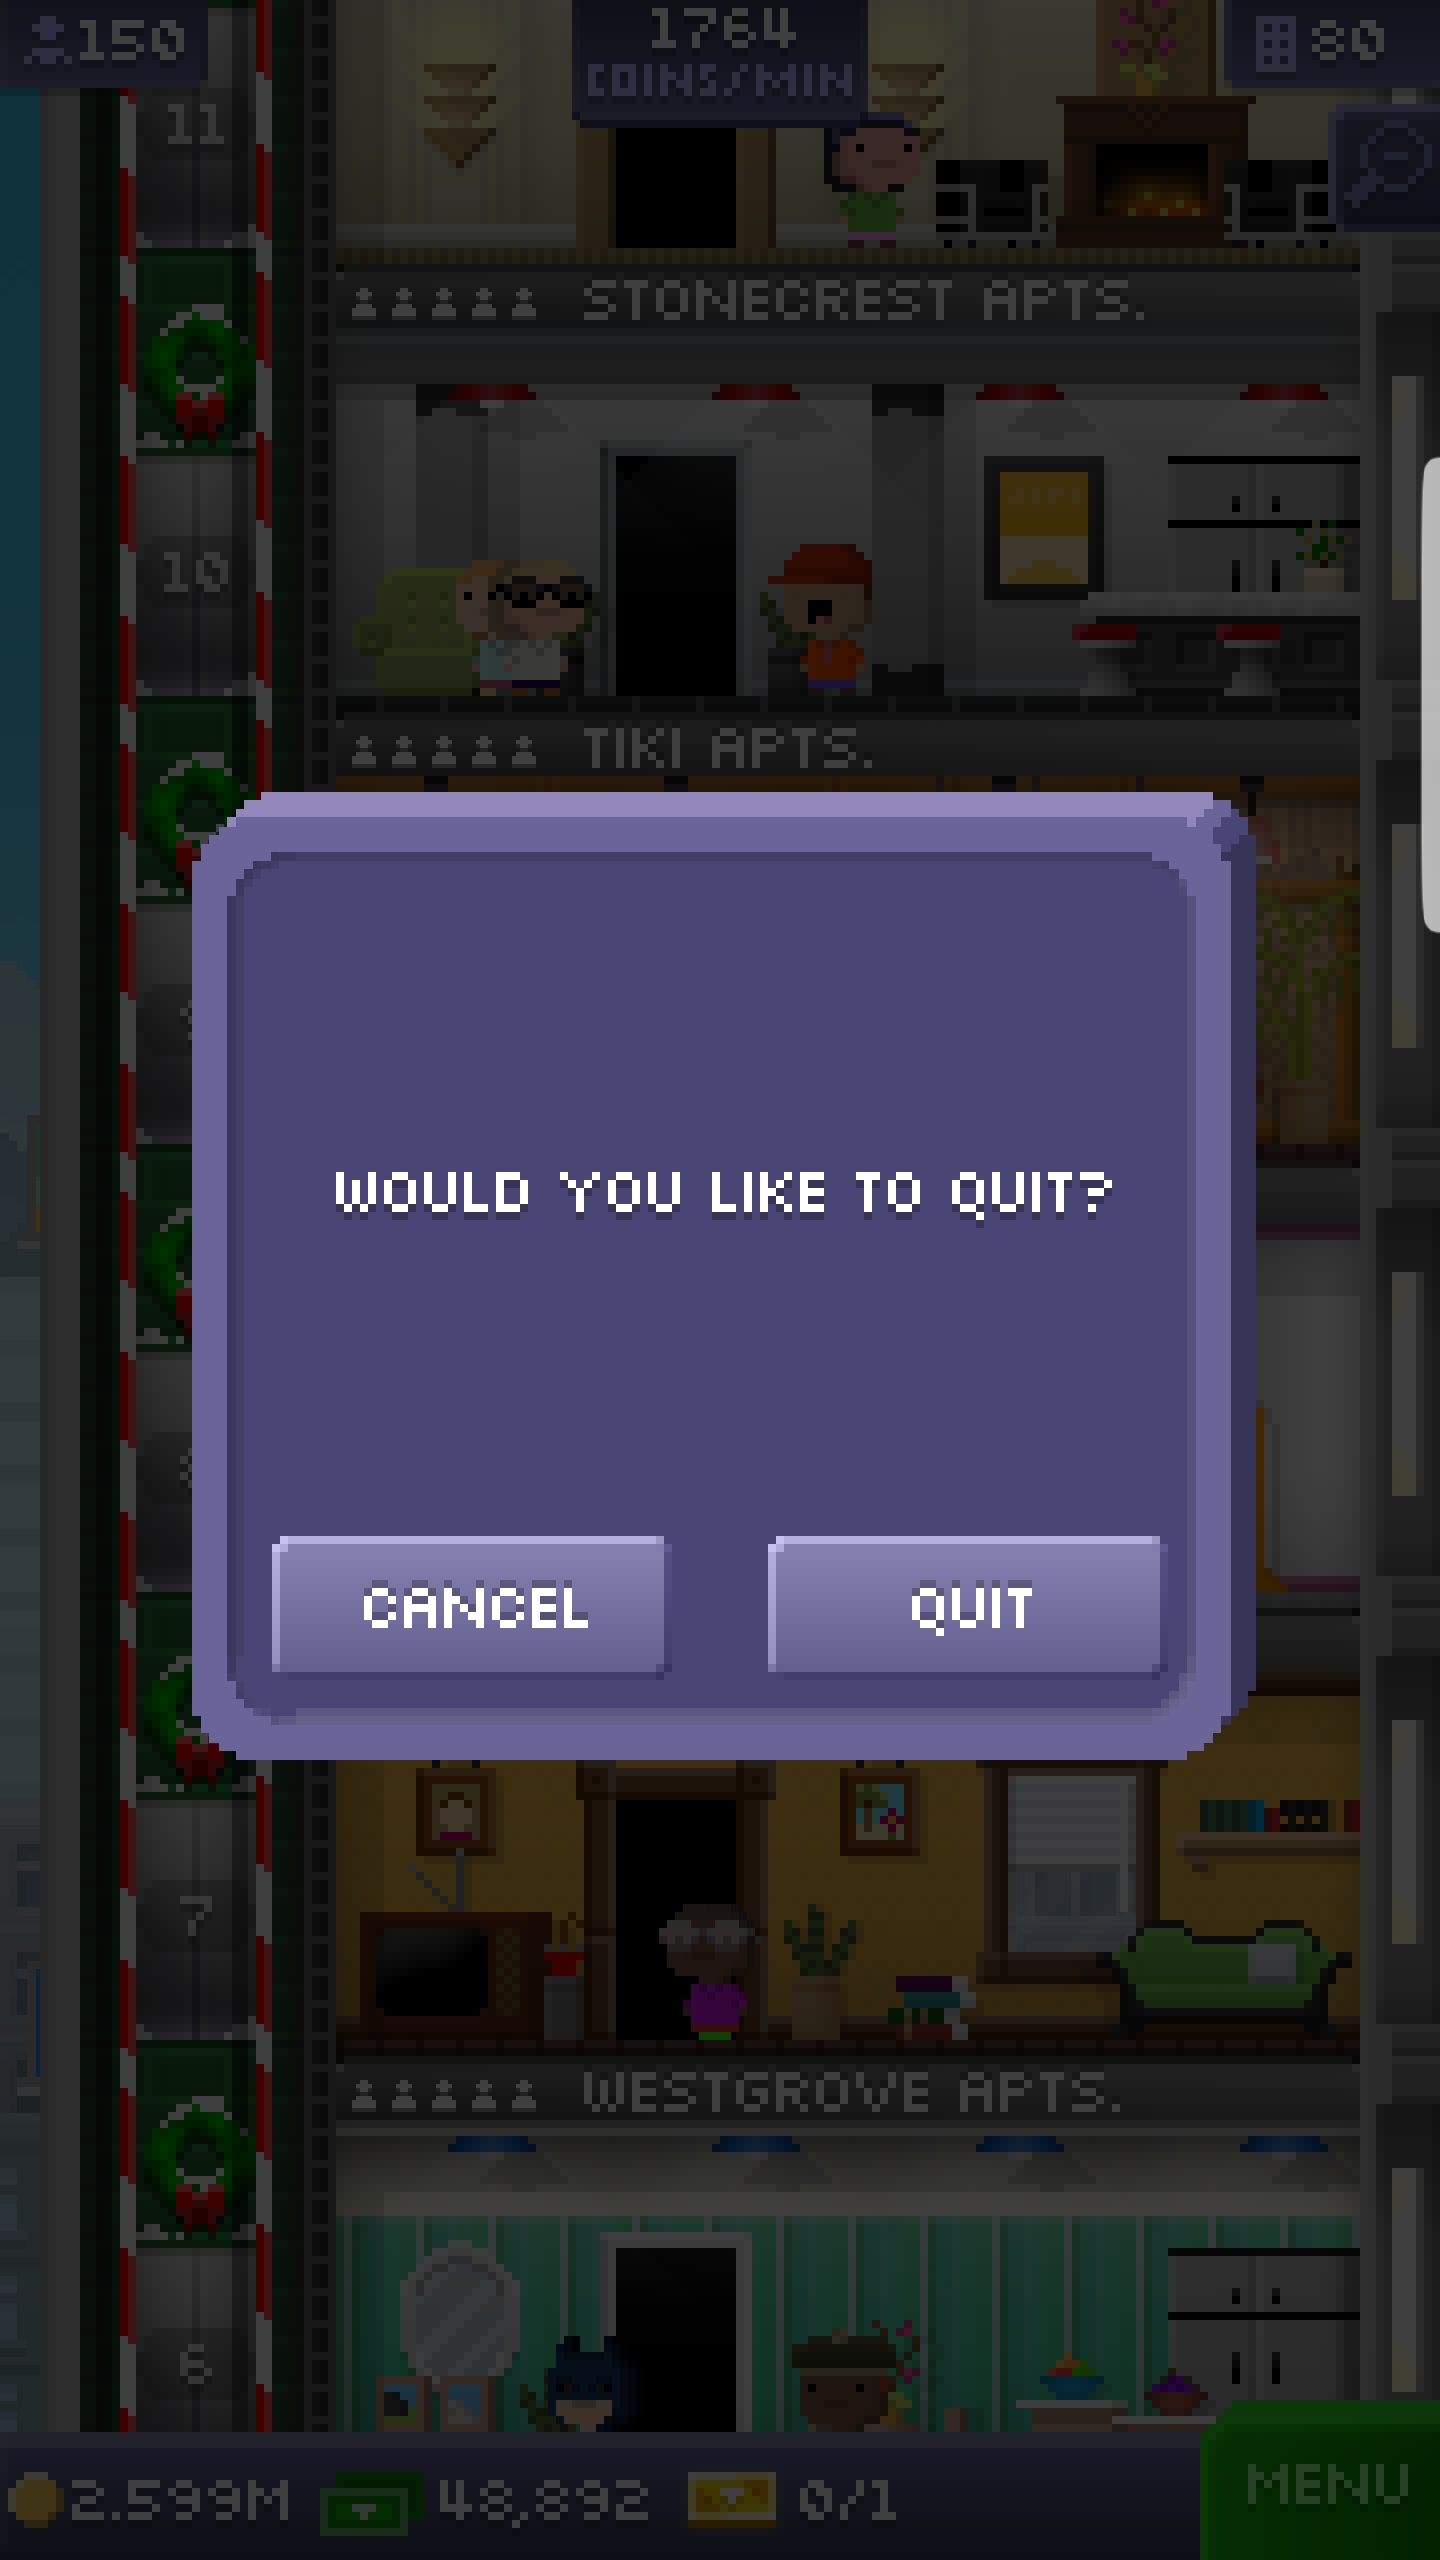 150
1764
COINS/MIN
80
11
STONECREST APTS.
10
TIKI APTS.
WOULD YOU LIKE TO QUIT?
CANCEL
QUIT
7
WESTGROVE APTS.
6
2.599M
48,892
0/1
MENU